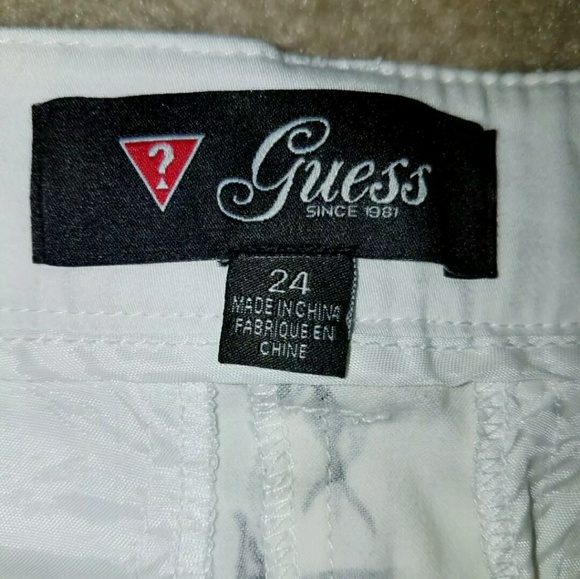 ?
Guess
SINCE 1981
24
MADE IN CHINA
FABRIQUE EN
CHINE